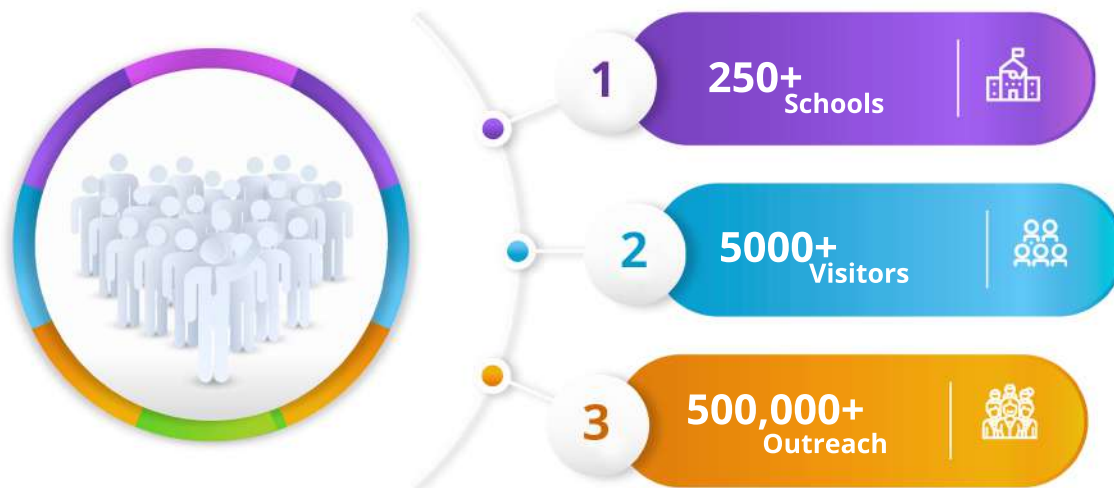 1
250+
Schools
2
5000+
Visitors
3
500,000+
Outreach